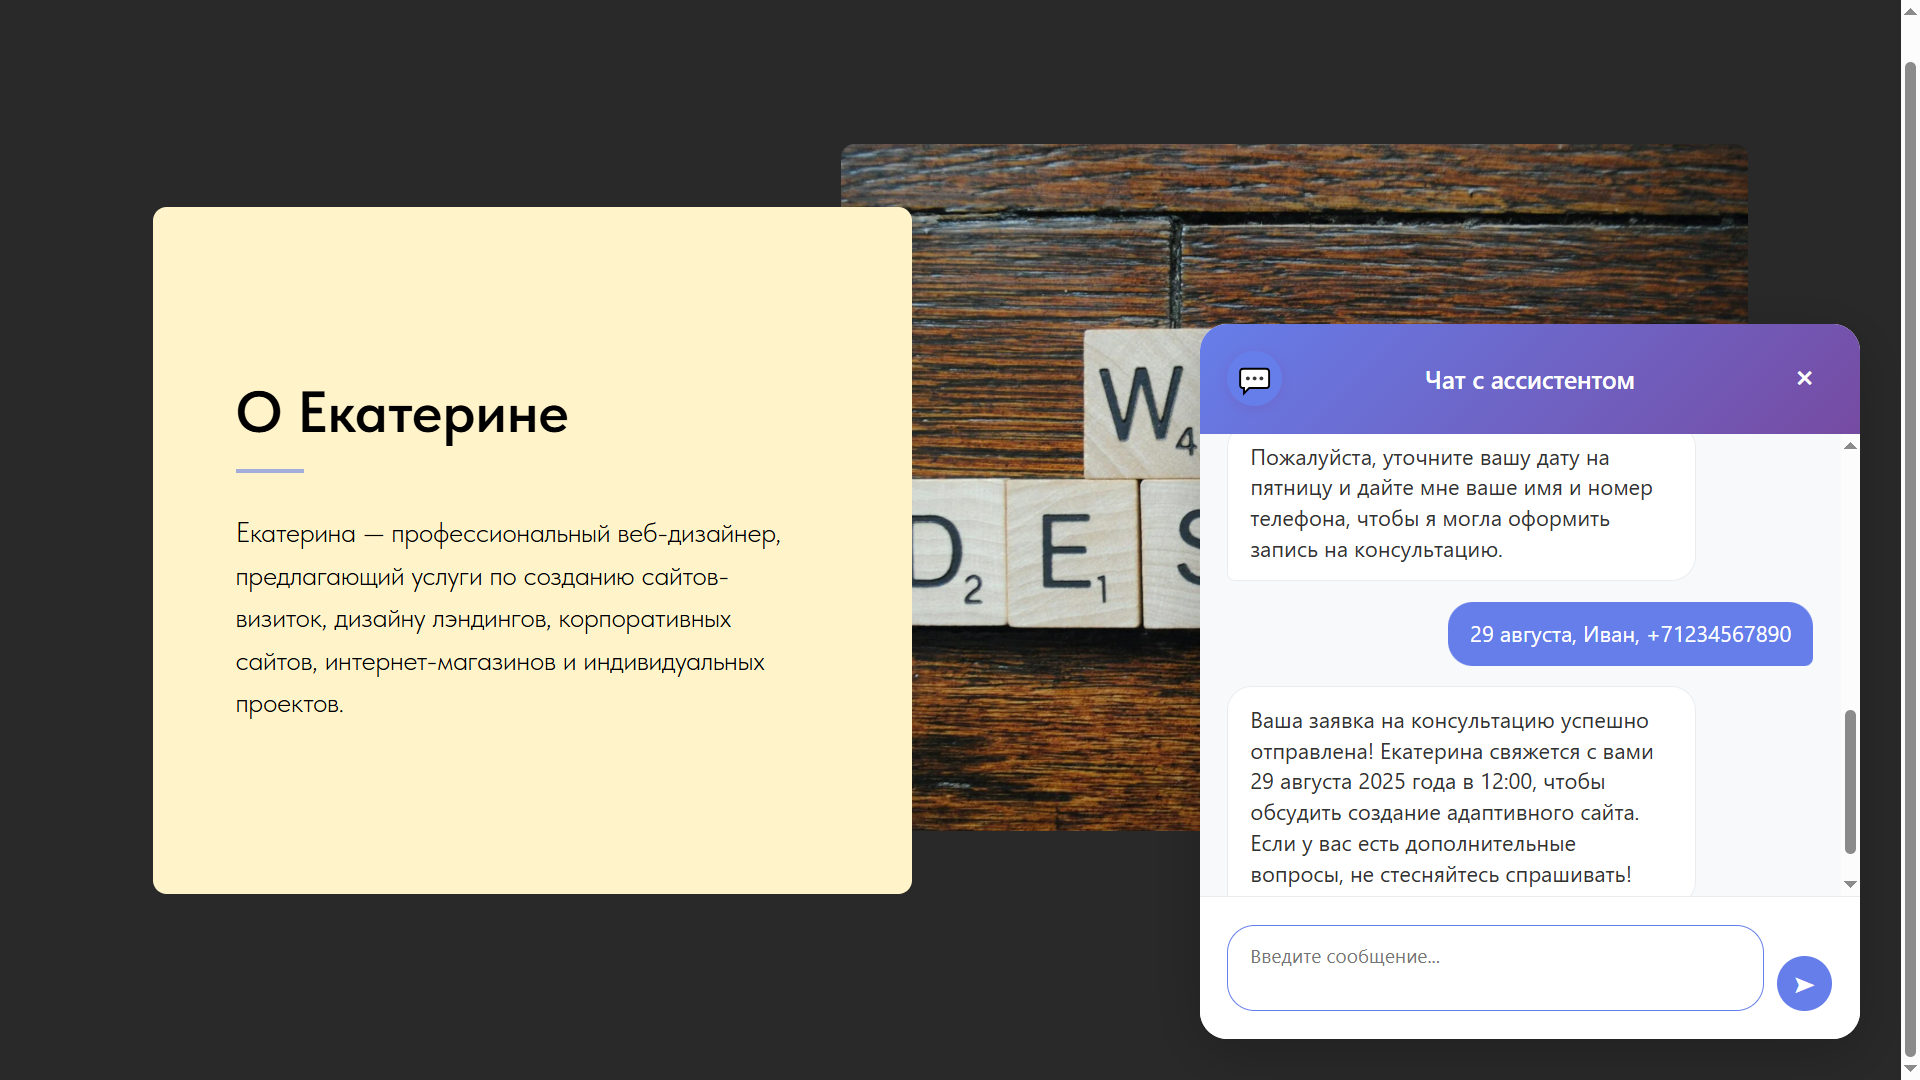 О Екатерине
Екатерина — профессиональный веб-дизайнер,
предлагающий услуги по созданию сайтов-
визиток, дизайну лэндингов, корпоративных
сайтов, интернет-магазинов и индивидуальных
проектов.
W4
D2 E1 S
Чат с ассистентом
Пожалуйста, уточните вашу дату на
пятницу и дайте мне ваше имя и номер
телефона, чтобы я могла оформить
запись на консультацию.
29 августа, Иван, +71234567890
Ваша заявка на консультацию успешно
отправлена! Екатерина свяжется с вами
29 августа 2025 года в 12:00, чтобы
обсудить создание адаптивного сайта.
Если у вас есть дополнительные
вопросы, не стесняйтесь спрашивать!
Введите сообщение...